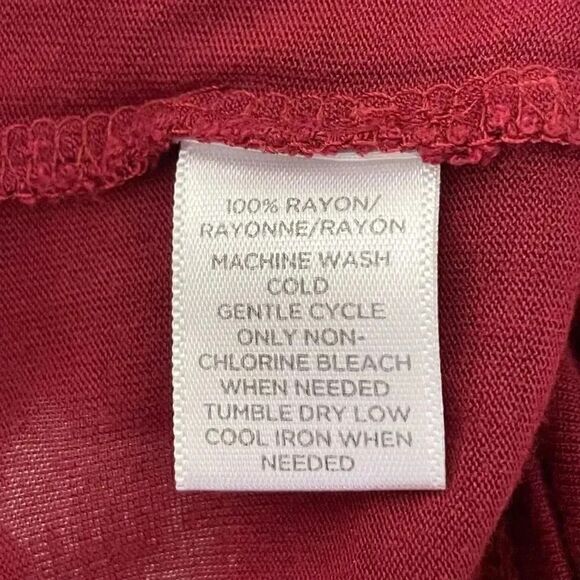 100% RAYON/
RAYONNE/RAYON
MACHINE WASH
COLD
GENTLE CYCLE
ONLY NON-
CHLORINE BLEACH
WHEN NEEDED
TUMBLE DRY LOW
COOL IRON WHEN
NEEDED